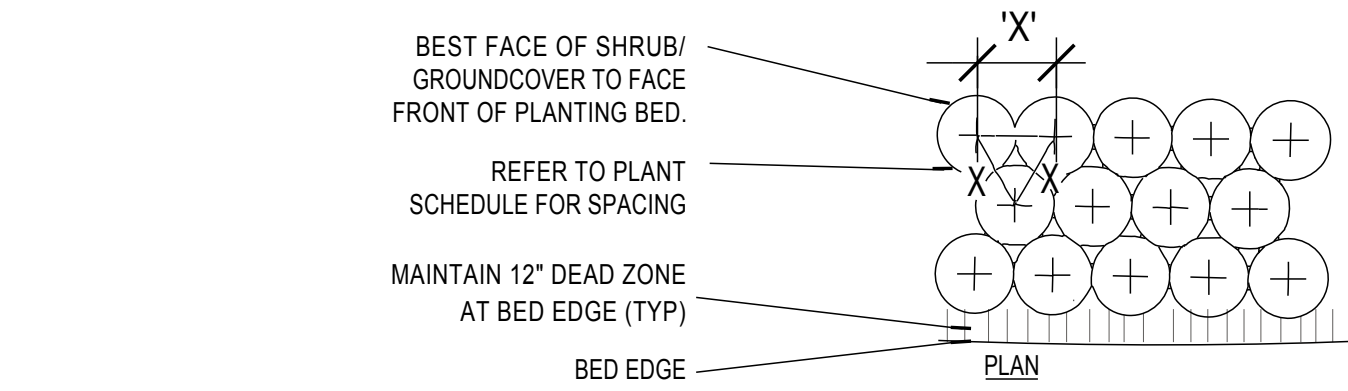 'X'
BEST FACE OF SHRUB/
GROUNDCOVER TO FACE
FRONT OF PLANTING BED.
REFER TO PLANT
SCHEDULE FOR SPACING
X X
MAINTAIN 12" DEAD ZONE
AT BED EDGE (TYP)
BED EDGE
PLAN